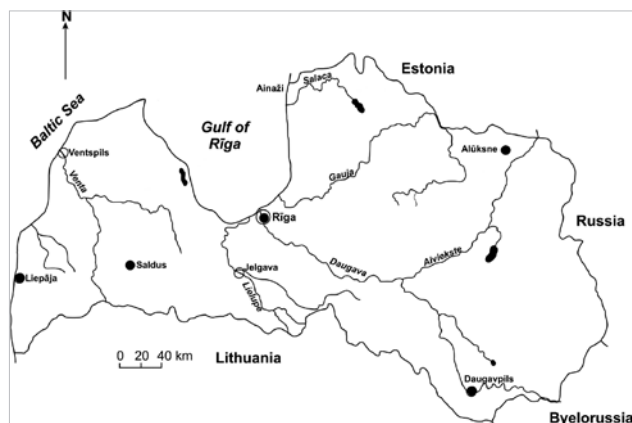 N
Estonia
Ainaži
Salaca
Baltic Sea
Gulf of
Rīga
Ventspils
Alūksne
Gauja
Venta
Rīga
Russia
Aiviekste
Saldus
Jelgava
Daugava
Liepāja
Lielupe
0 20 40 km
Lithuania
Daugavpils
Byelorussia